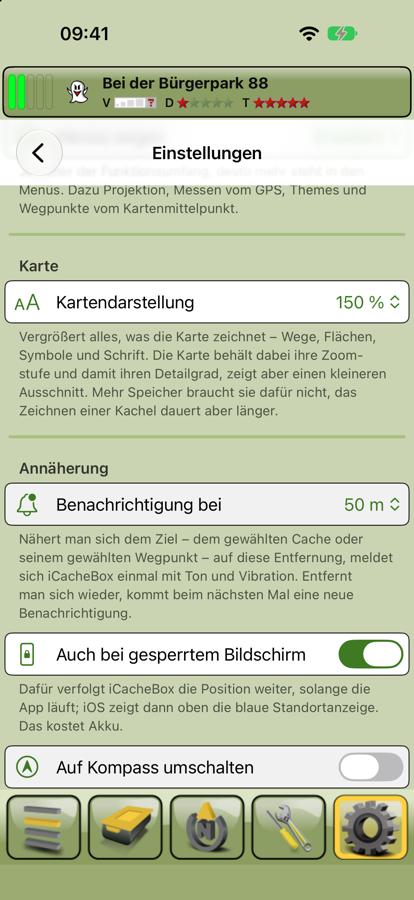 09:41
Bei der Bürgerpark 88
V ? D T
Einstellungen
Menüs. Dazu Projektion, Messen vom GPS, Themes und
Wegpunkte vom Kartenmittelpunkt.
Karte
AA Kartendarstellung 150 %
Vergrößert alles, was die Karte zeichnet – Wege, Flächen,
Symbole und Schrift. Die Karte behält dabei ihre Zoom-
stufe und damit ihren Detailgrad, zeigt aber einen kleineren
Ausschnitt. Mehr Speicher braucht sie dafür nicht, das
Zeichnen einer Kachel dauert aber länger.
Annäherung
Benachrichtigung bei 50 m
Nähert man sich dem Ziel – dem gewählten Cache oder
seinem gewählten Wegpunkt – auf diese Entfernung, meldet
sich iCacheBox einmal mit Ton und Vibration. Entfernt
man sich wieder, kommt beim nächsten Mal eine neue
Benachrichtigung.
Auch bei gesperrtem Bildschirm
Dafür verfolgt iCacheBox die Position weiter, solange die
App läuft; iOS zeigt dann oben die blaue Standortanzeige.
Das kostet Akku.
Auf Kompass umschalten